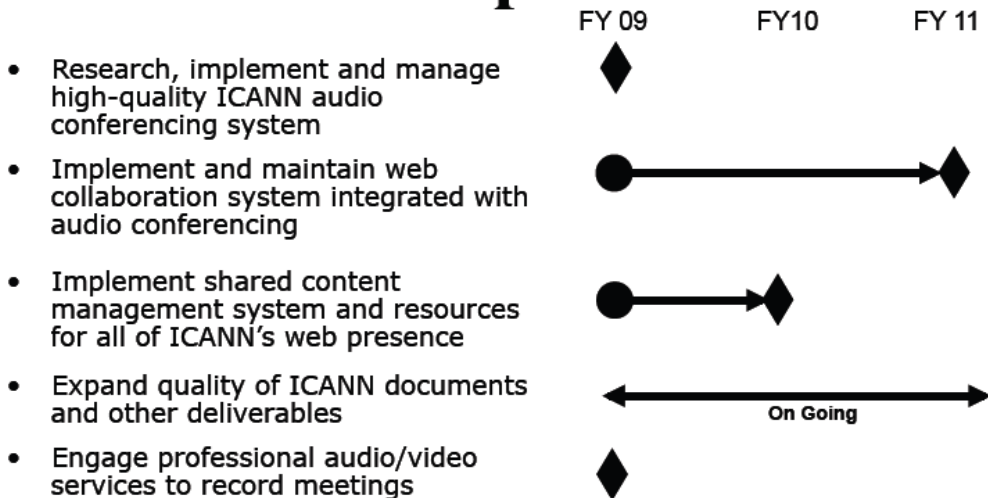 FY 09 FY10 FY 11
• Research, implement and manage
high-quality ICANN audio
conferencing system
• Implement and maintain web
collaboration system integrated with
audio conferencing
• Implement shared content
management system and resources
for all of ICANN’s web presence
• Expand quality of ICANN documents
and other deliverables
On Going
• Engage professional audio/video
services to record meetings